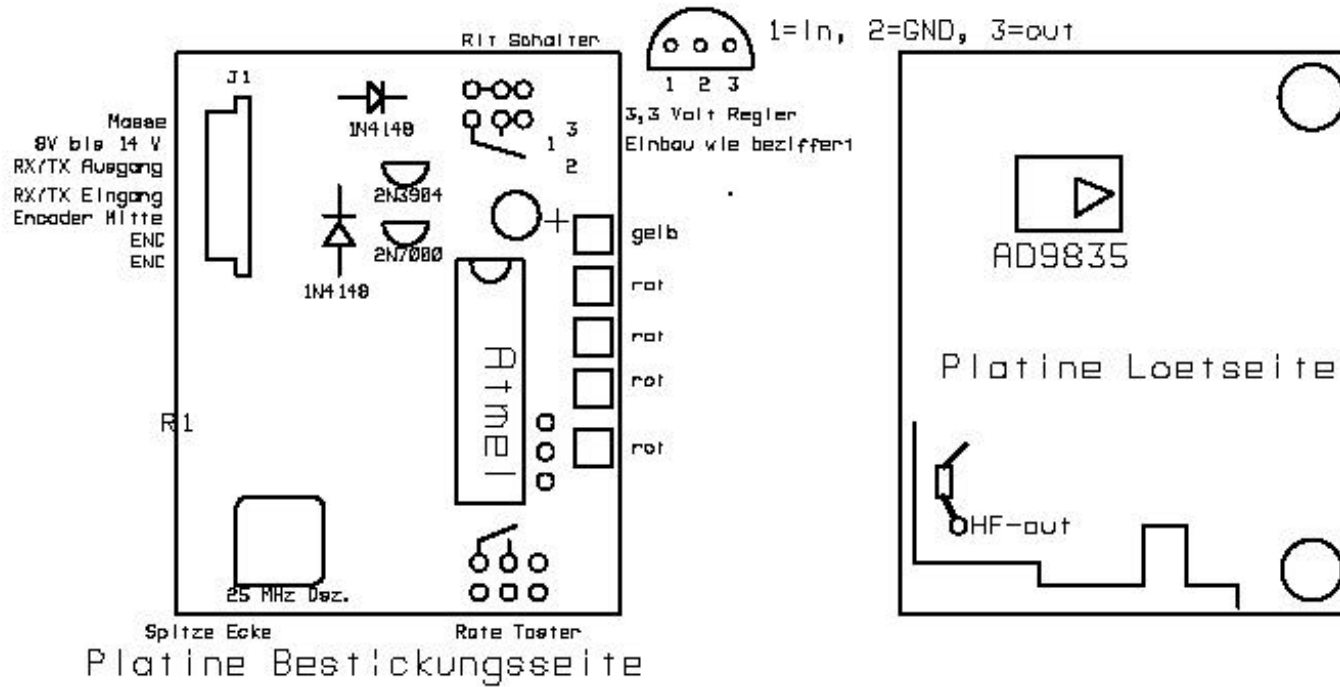 1=In, 2=GND, 3=out
Rit Schalter
1 2 3
3,3 Volt Regler
Einbau wie beziffert
J1
1N4148
3
1
2
Masse
8V bis 14 V
RX/TX Ausgang
RX/TX Eingang
Encoder Mitte
ENC
ENC
2N3904
2N7000
1N4148
+
gelb
rot
rot
rot
rot
Atmel
R1
25 MHz Osz.
Spitze Ecke
Rote Taster
Platine Bestickungsseite
AD9835
Platine Loetseite
HF-out